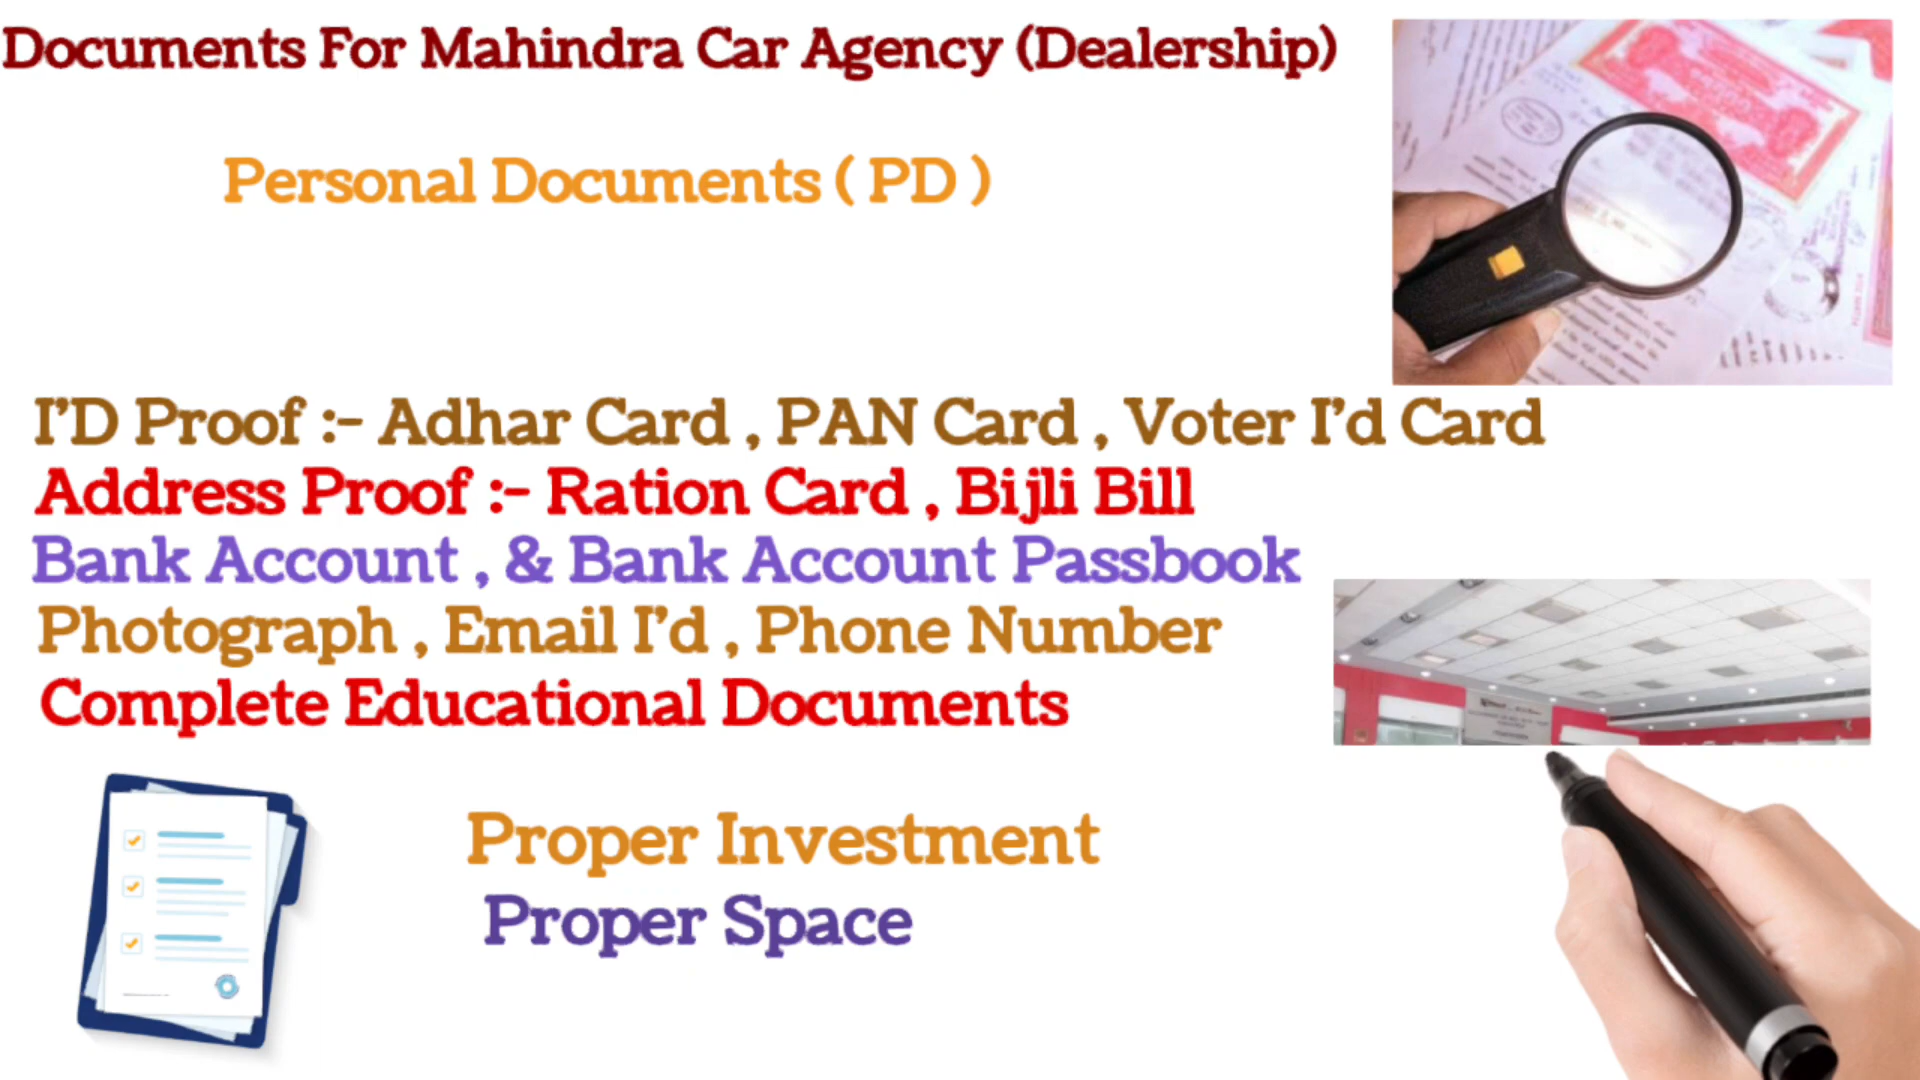 Documents For Mahindra Car Agency (Dealership)
Personal Documents ( PD )
I'D Proof :- Adhar Card , PAN Card , Voter I'd Card
Address Proof :- Ration Card , Bijli Bill
Bank Account , & Bank Account Passbook
Photograph , Email I'd , Phone Number
Complete Educational Documents
Proper Investment
Proper Space